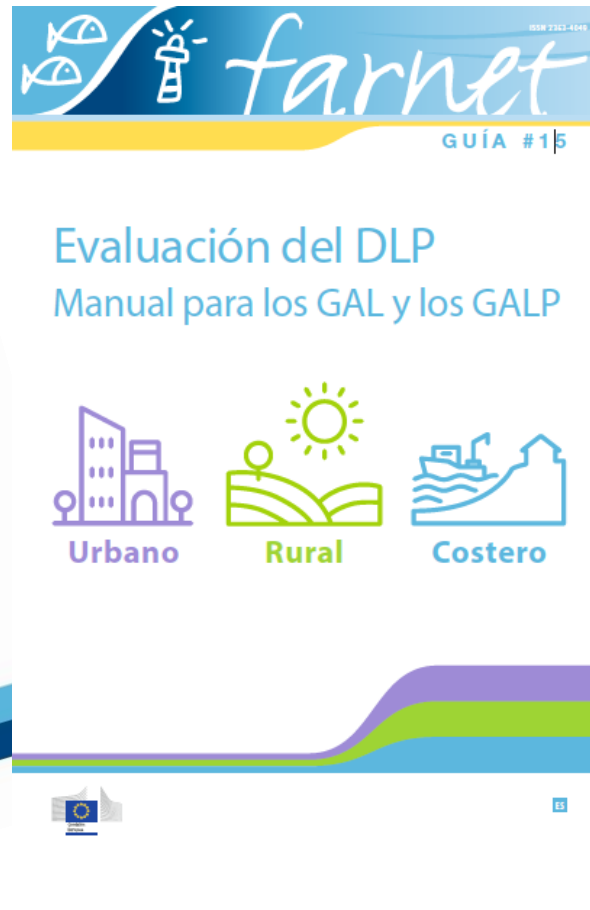 ISSN 2363-4049
farnet
GUÍA #15
Evaluación del DLP
Manual para los GAL y los GALP
Urbano
Rural
Costero
ES